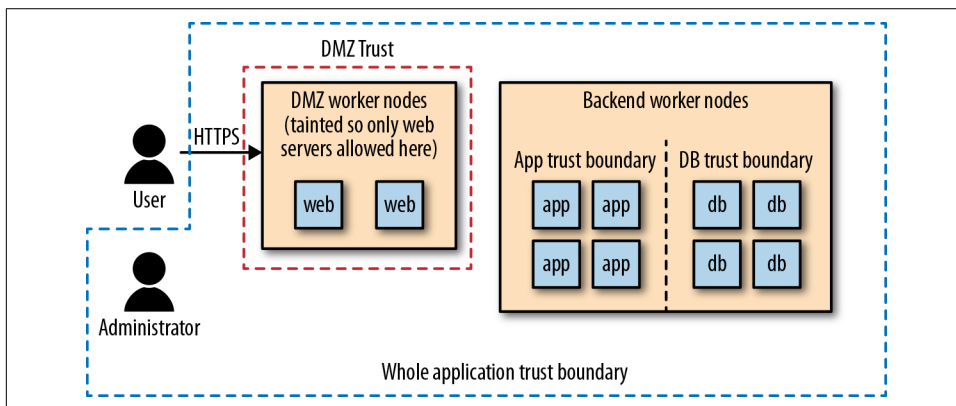 DMZ Trust
DMZ worker nodes
(tainted so only web
servers allowed here)
web web
HTTPS
User
Administrator
Backend worker nodes
App trust boundary
DB trust boundary
app app
app app
db db
db db
Whole application trust boundary